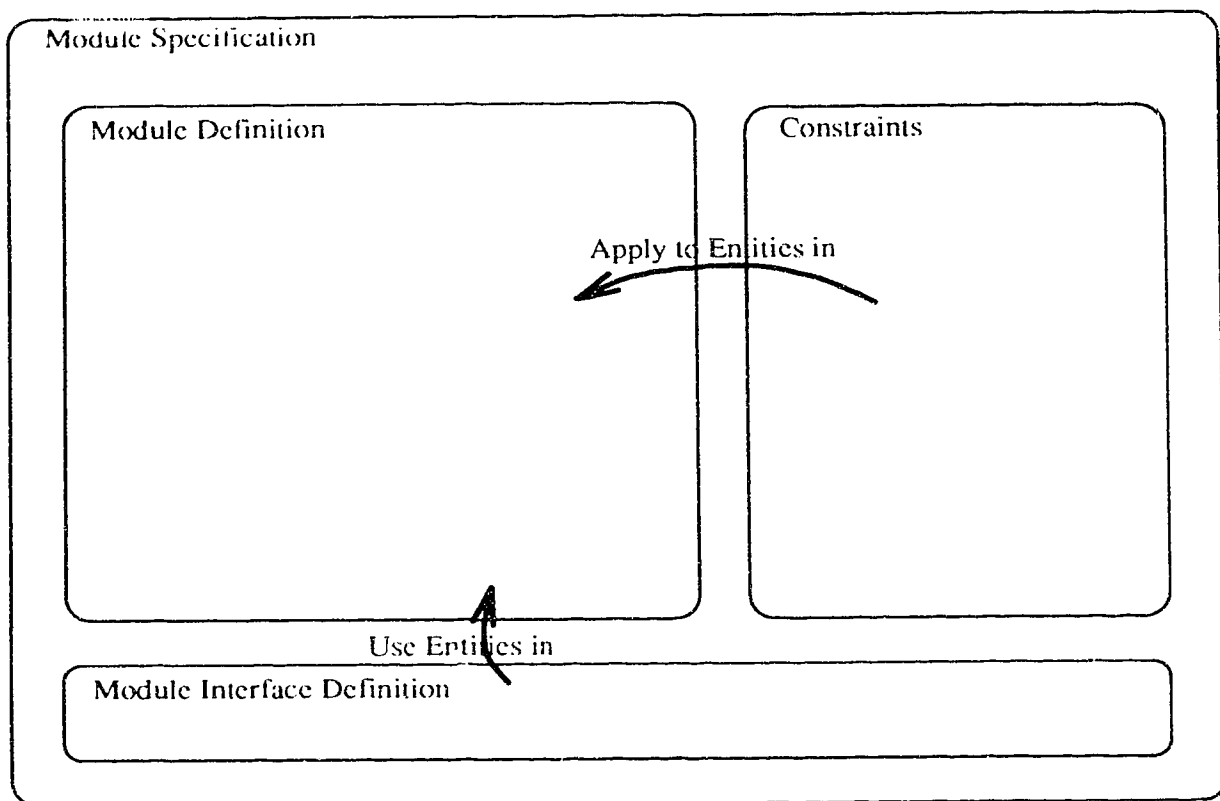 Module Specification
Module Definition
Constraints
Apply to Entities in
Use Entities in
Module Interface Definition